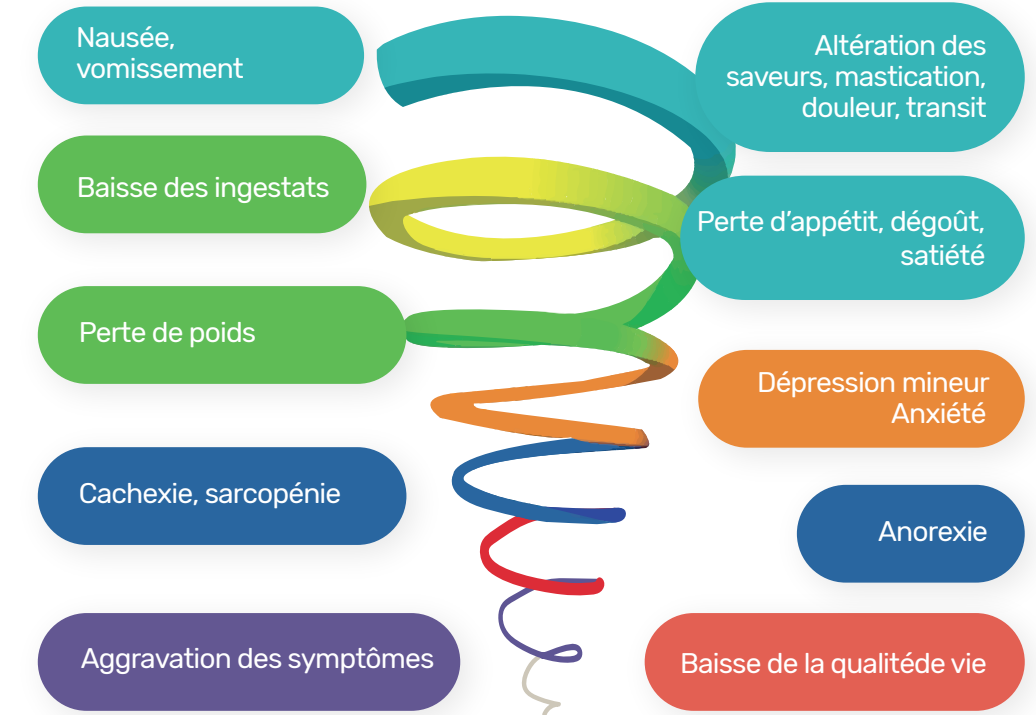 Nausée,
vomissement
Altération des
saveurs, mastication,
douleur, transit
Baisse des ingestats
Perte d'appétit, dégoût,
satiété
Perte de poids
Dépression mineur
Anxiété
Cachexie, sarcopénie
Anorexie
Aggravation des symptômes
Baisse de la qualitéde vie